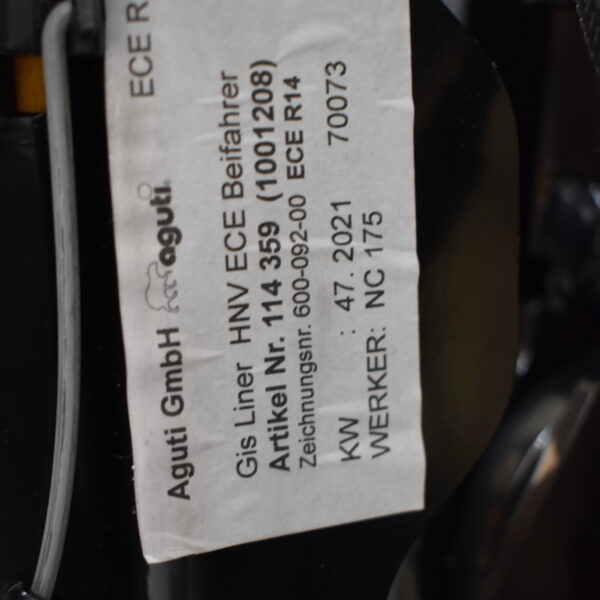 Aguti GmbH aguti ECE R
Gis Liner HNV ECE Beifahrer
Artikel Nr. 114 359 (1001208)
Zeichnungsnr. 600-092-00 ECE R14
KW : 47. 2021 70073
WERKER: NC 175